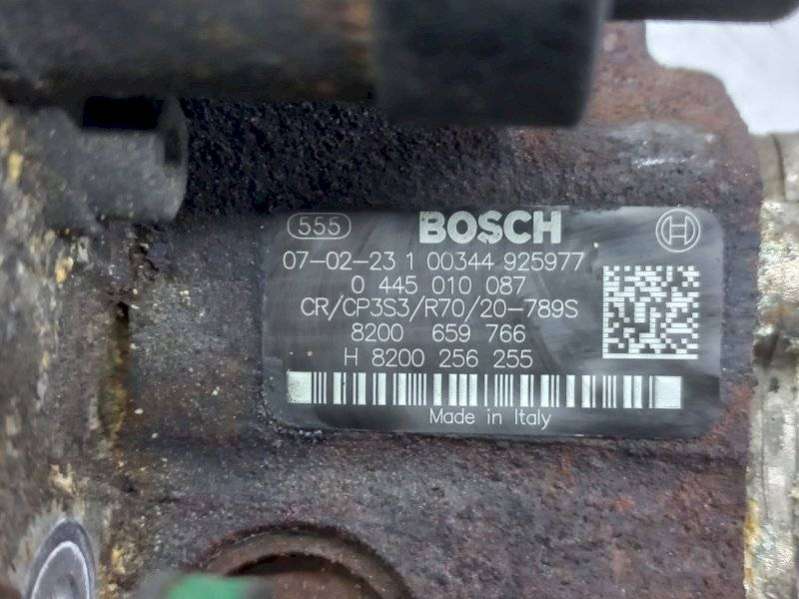 555 BOSCH
07-02-23 1 00344 925977
0 445 010 087
CR/CP3S3/R70/20-789S
8200 659 766
H 8200 256 255
Made in Italy